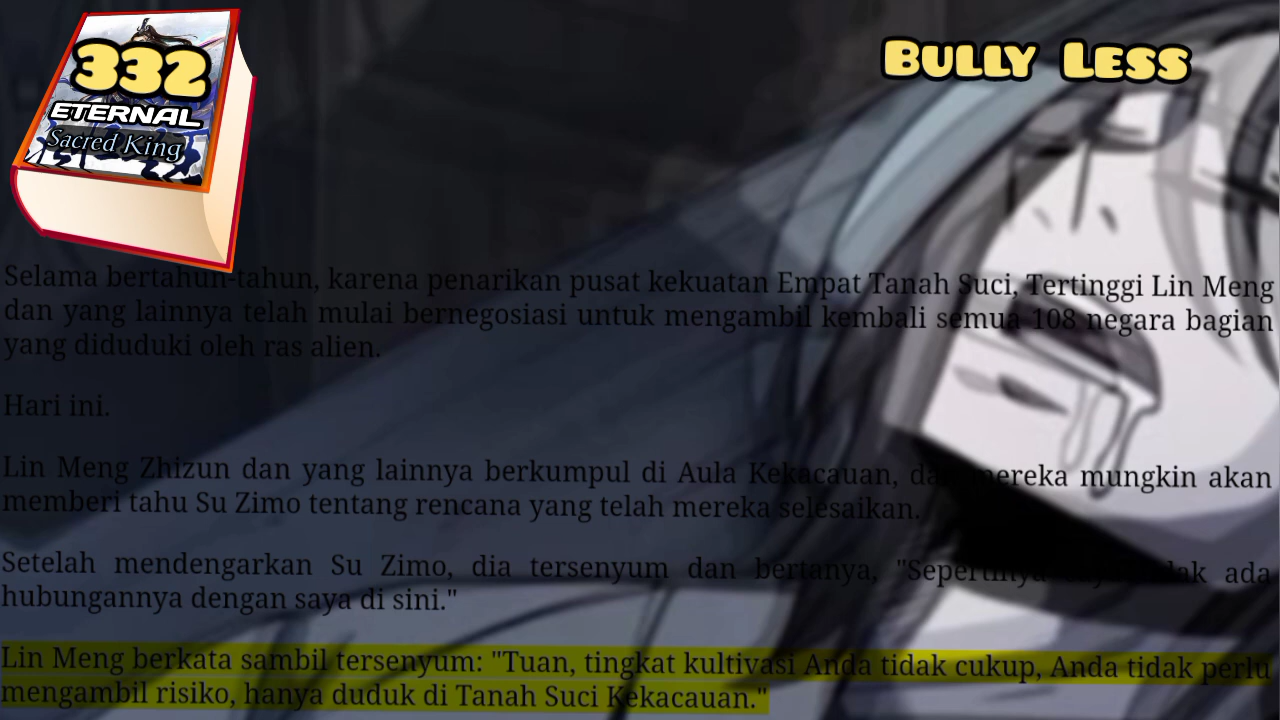 332
ETERNAL
Sacred King
BULLY LESS
Selama bertahun-tahun, karena penarikan pusat kekuatan Empat Tanah Suci, Tertinggi Lin Meng
dan yang lainnya telah mulai bernegosiasi untuk mengambil kembali semua 108 negara bagian
yang diduduki oleh ras alien.
Hari ini.
Lin Meng Zhizun dan yang lainnya berkumpul di Aula Kekacauan, dan mereka mungkin akan
memberi tahu Su Zimo tentang rencana yang telah mereka selesaikan.
Setelah mendengarkan Su Zimo, dia tersenyum dan bertanya, "Sepertinya saya tidak ada
hubungannya dengan saya di sini."
Lin Meng berkata sambil tersenyum: "Tuan, tingkat kultivasi Anda tidak cukup, Anda tidak perlu
mengambil risiko, hanya duduk di Tanah Suci Kekacauan."